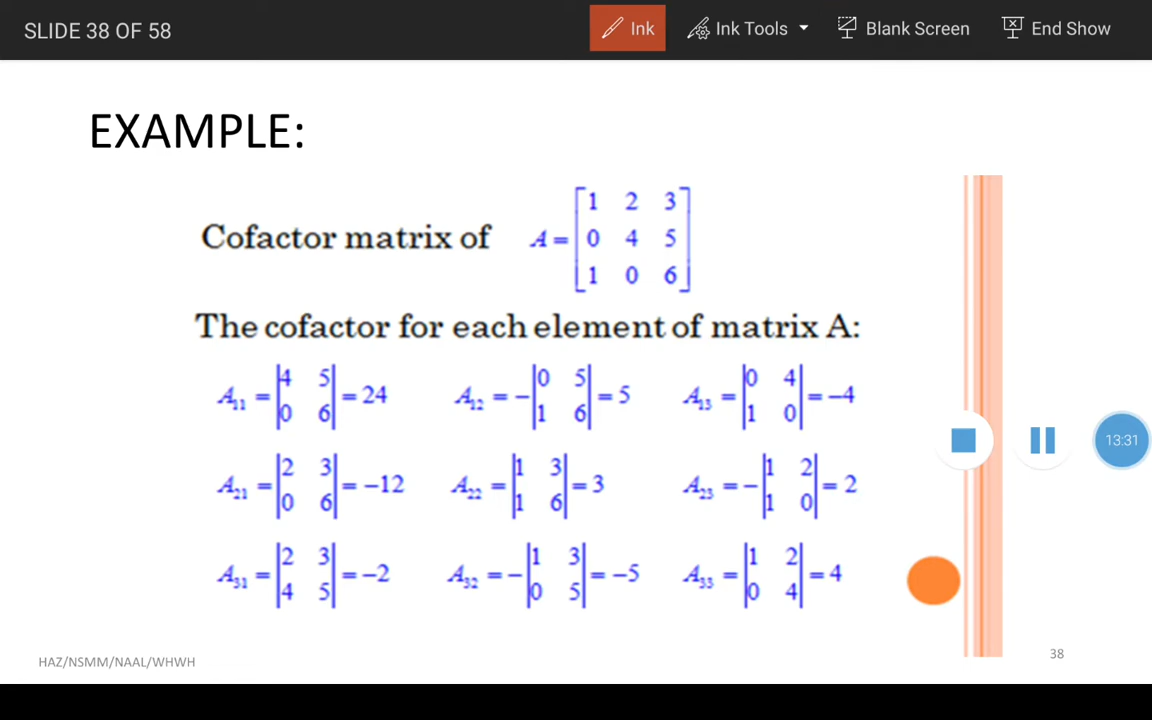 SLIDE 38 OF 58 Ink Ink Tools Blank Screen End Show
EXAMPLE:
Cofactor matrix of A = [1 2 3
0 4 5
1 0 6]
The cofactor for each element of matrix A:
A₁₁ = |4 5; 0 6| = 24 A₁₂ = −|0 5; 1 6| = 5 A₁₃ = |0 4; 1 0| = −4
13:31
A₂₁ = |2 3; 0 6| = −12 A₂₂ = |1 3; 1 6| = 3 A₂₃ = −|1 2; 1 0| = 2
A₃₁ = |2 3; 4 5| = −2 A₃₂ = −|1 3; 0 5| = −5 A₃₃ = |1 2; 0 4| = 4
HAZ/NSMM/NAAL/WHWH 38